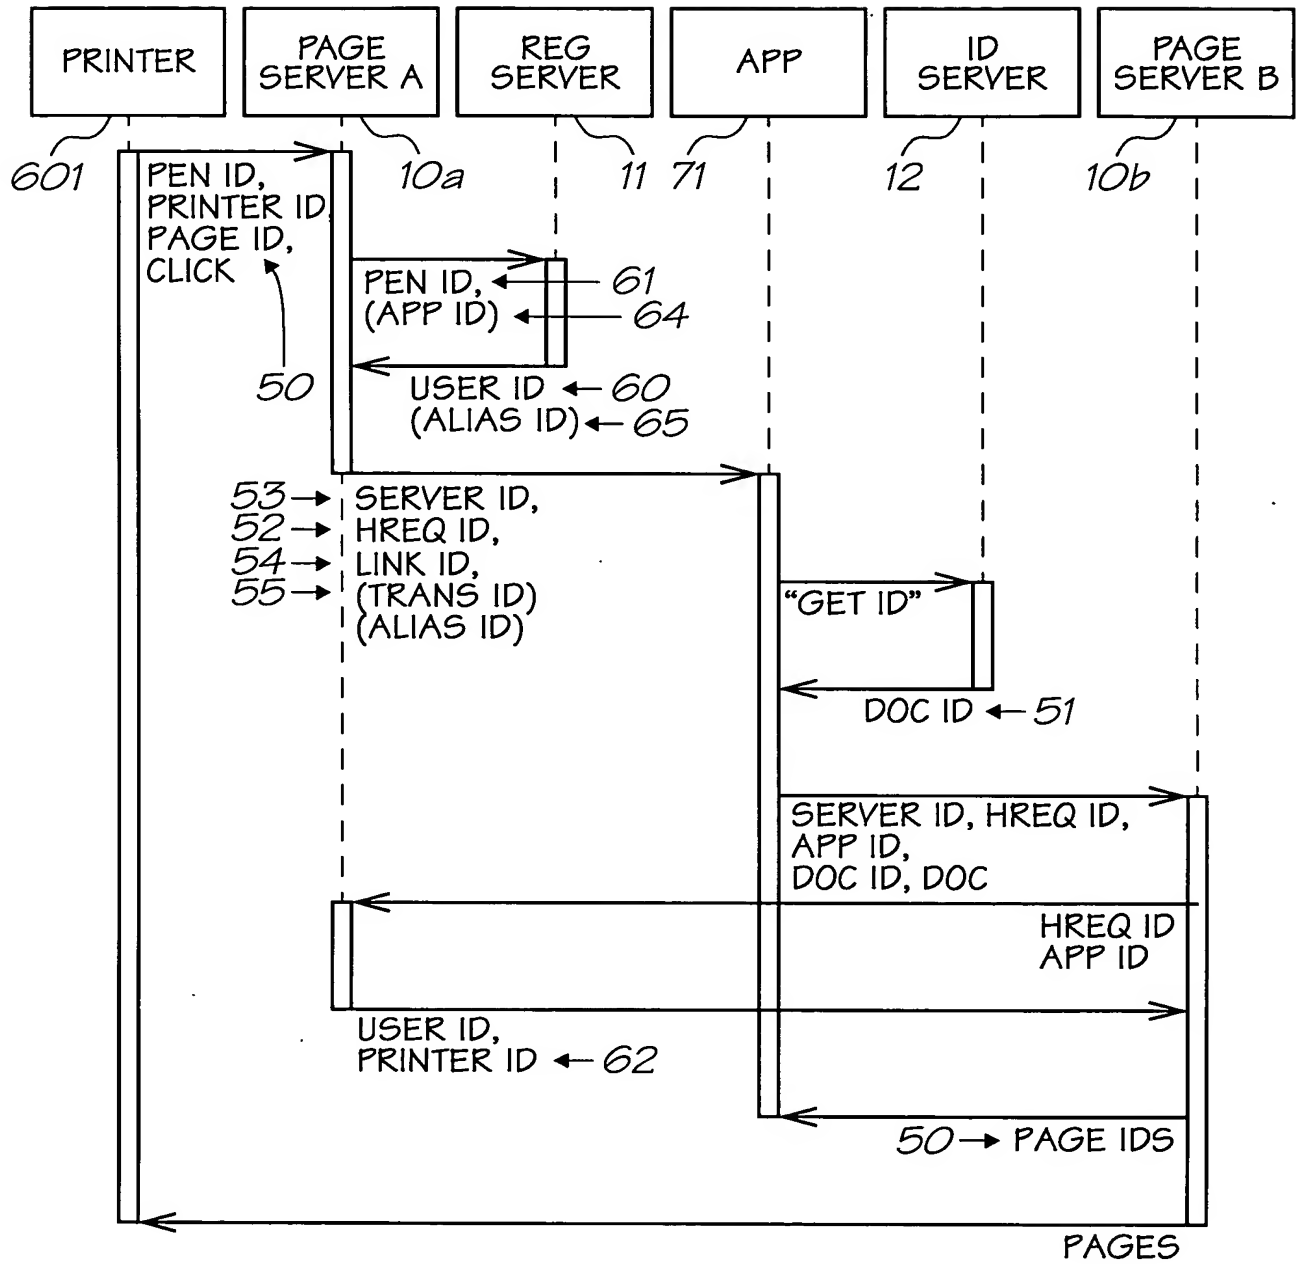 PRINTER
PAGE
SERVER A
REG
SERVER
APP
ID
SERVER
PAGE
SERVER B
601
10a
11
71
12
10b
PEN ID,
PRINTER ID
PAGE ID,
CLICK
50
PEN ID,
61
(APP ID)
64
USER ID
60
(ALIAS ID)
65
53
SERVER ID,
52
HREQ ID,
54
LINK ID,
55
(TRANS ID)
(ALIAS ID)
“GET ID”
DOC ID
51
SERVER ID, HREQ ID,
APP ID,
DOC ID, DOC
HREQ ID
APP ID
USER ID,
PRINTER ID
62
50
PAGE IDS
PAGES